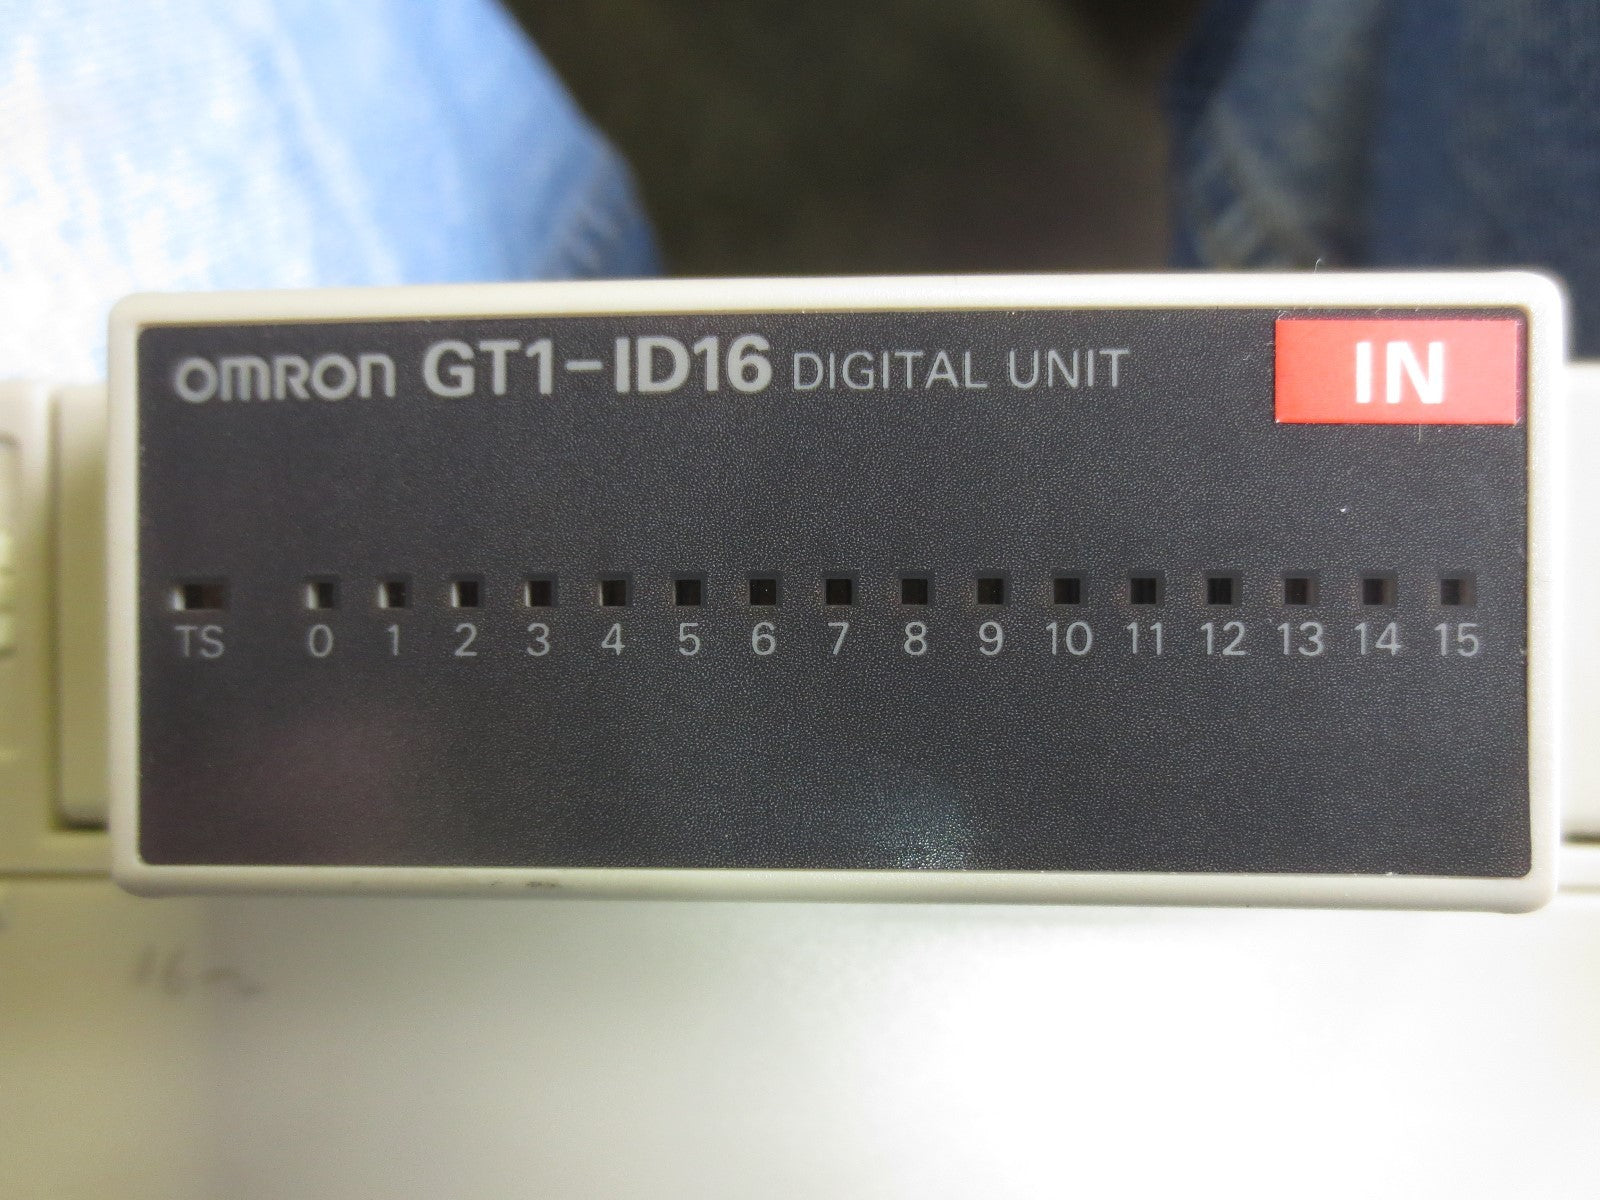 omron GT1-ID16 DIGITAL UNIT IN
TS 0 1 2 3 4 5 6 7 8 9 10 11 12 13 14 15